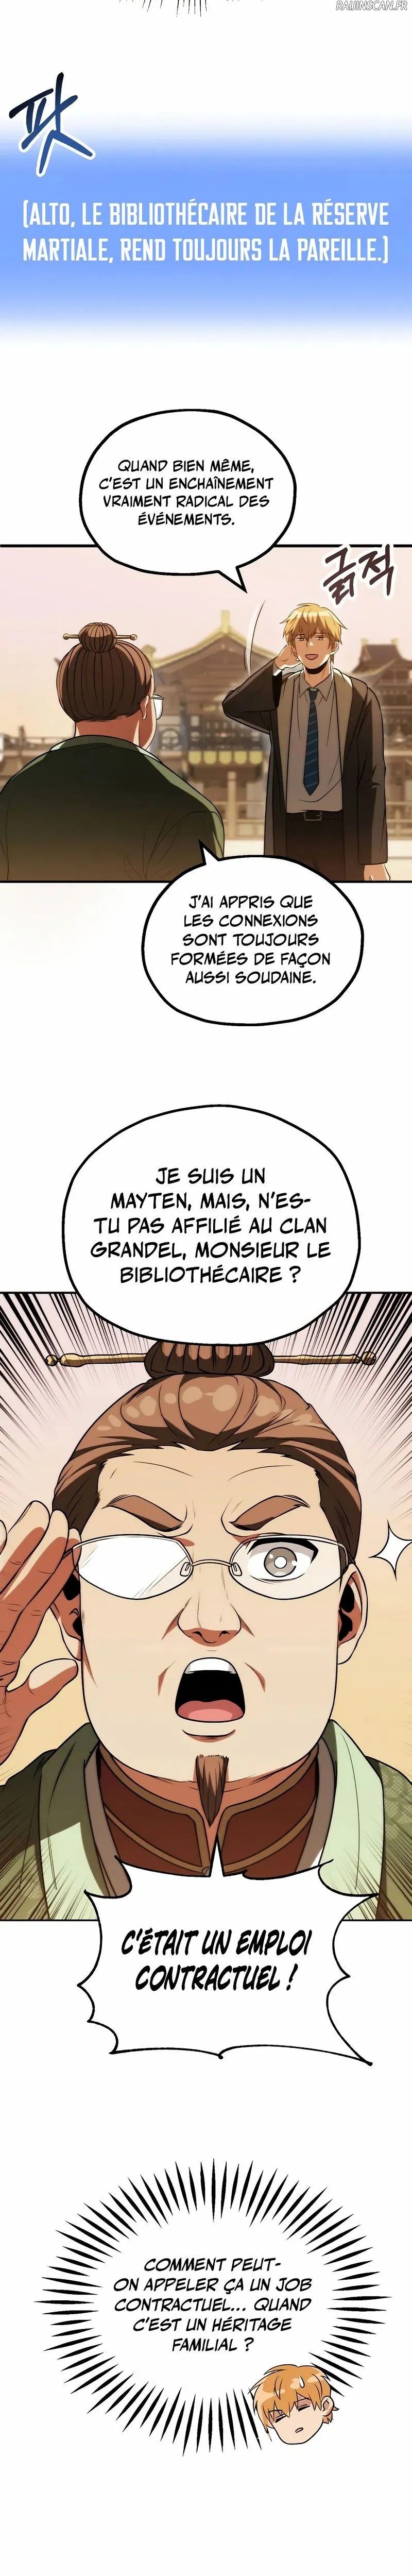 RAIJINSCAN.FR
팟
[ALTO, LE BIBLIOTHÉCAIRE DE LA RÉSERVE
MARTIALE, REND TOUJOURS LA PAREILLE.]
QUAND BIEN MÊME,
C'EST UN ENCHAÎNEMENT
VRAIMENT RADICAL DES
ÉVÉNEMENTS.
긁적
J'AI APPRIS QUE
LES CONNEXIONS
SONT TOUJOURS
FORMÉES DE FAÇON
AUSSI SOUDAINE.
JE SUIS UN
MAYTEN, MAIS, N'ES-
TU PAS AFFILIÉ AU CLAN
GRANDEL, MONSIEUR LE
BIBLIOTHÉCAIRE ?
C'ÉTAIT UN EMPLOI
CONTRACTUEL !
COMMENT PEUT-
ON APPELER ÇA UN JOB
CONTRACTUEL... QUAND
C'EST UN HÉRITAGE
FAMILIAL ?